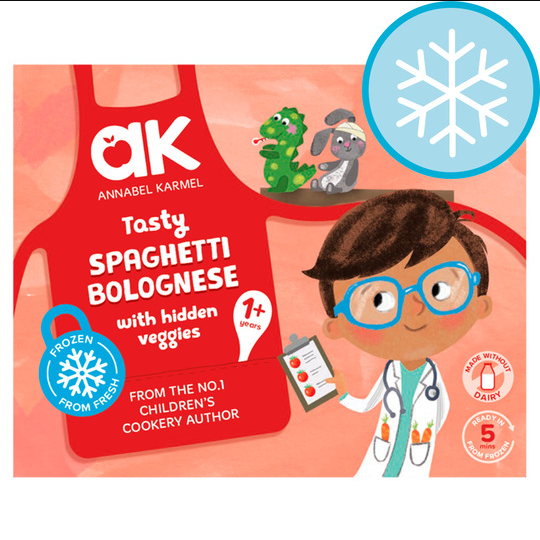 ak
ANNABEL KARMEL
Tasty
SPAGHETTI
BOLOGNESE
with hidden
veggies
1+
years
FROZEN
FROM FRESH
FROM THE NO.1
CHILDREN'S
COOKERY AUTHOR
MADE WITHOUT
DAIRY
READY IN
5
mins
FROM FROZEN